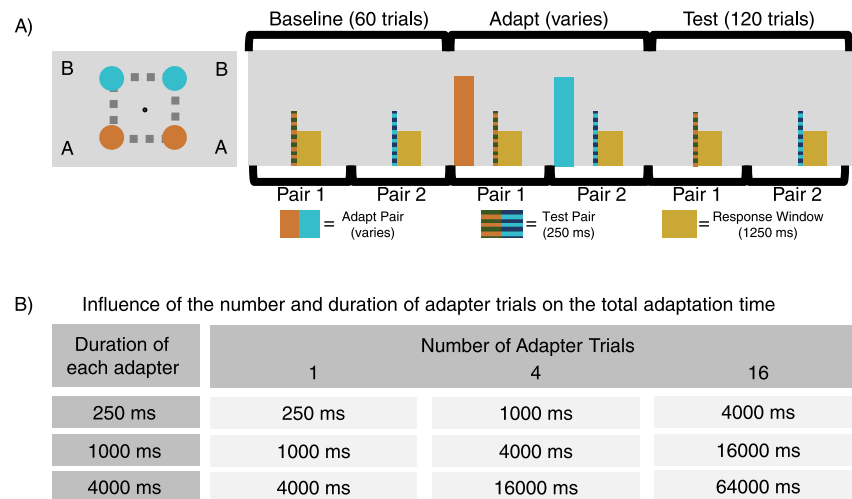 A)
Baseline (60 trials) Adapt (varies) Test (120 trials)
B B
A A
Pair 1 Pair 2 Pair 1 Pair 2 Pair 1 Pair 2
= Adapt Pair (varies)
= Test Pair (250 ms)
= Response Window (1250 ms)
B) Influence of the number and duration of adapter trials on the total adaptation time
Duration of each adapter
Number of Adapter Trials
1 4 16
250 ms 250 ms 1000 ms 4000 ms
1000 ms 1000 ms 4000 ms 16000 ms
4000 ms 4000 ms 16000 ms 64000 ms